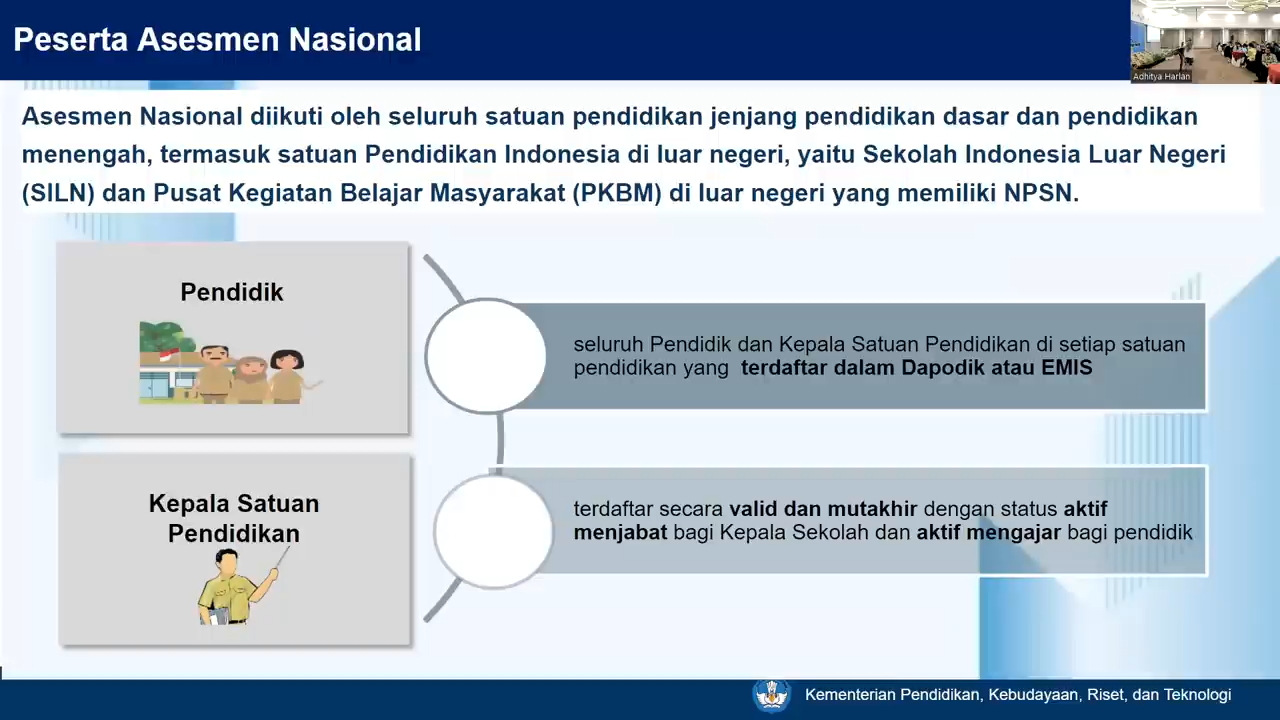 Peserta Asesmen Nasional
Adhitya Harlan
Asesmen Nasional diikuti oleh seluruh satuan pendidikan jenjang pendidikan dasar dan pendidikan
menengah, termasuk satuan Pendidikan Indonesia di luar negeri, yaitu Sekolah Indonesia Luar Negeri
(SILN) dan Pusat Kegiatan Belajar Masyarakat (PKBM) di luar negeri yang memiliki NPSN.
Pendidik
seluruh Pendidik dan Kepala Satuan Pendidikan di setiap satuan
pendidikan yang terdaftar dalam Dapodik atau EMIS
Kepala Satuan
Pendidikan
terdaftar secara valid dan mutakhir dengan status aktif
menjabat bagi Kepala Sekolah dan aktif mengajar bagi pendidik
Kementerian Pendidikan, Kebudayaan, Riset, dan Teknologi